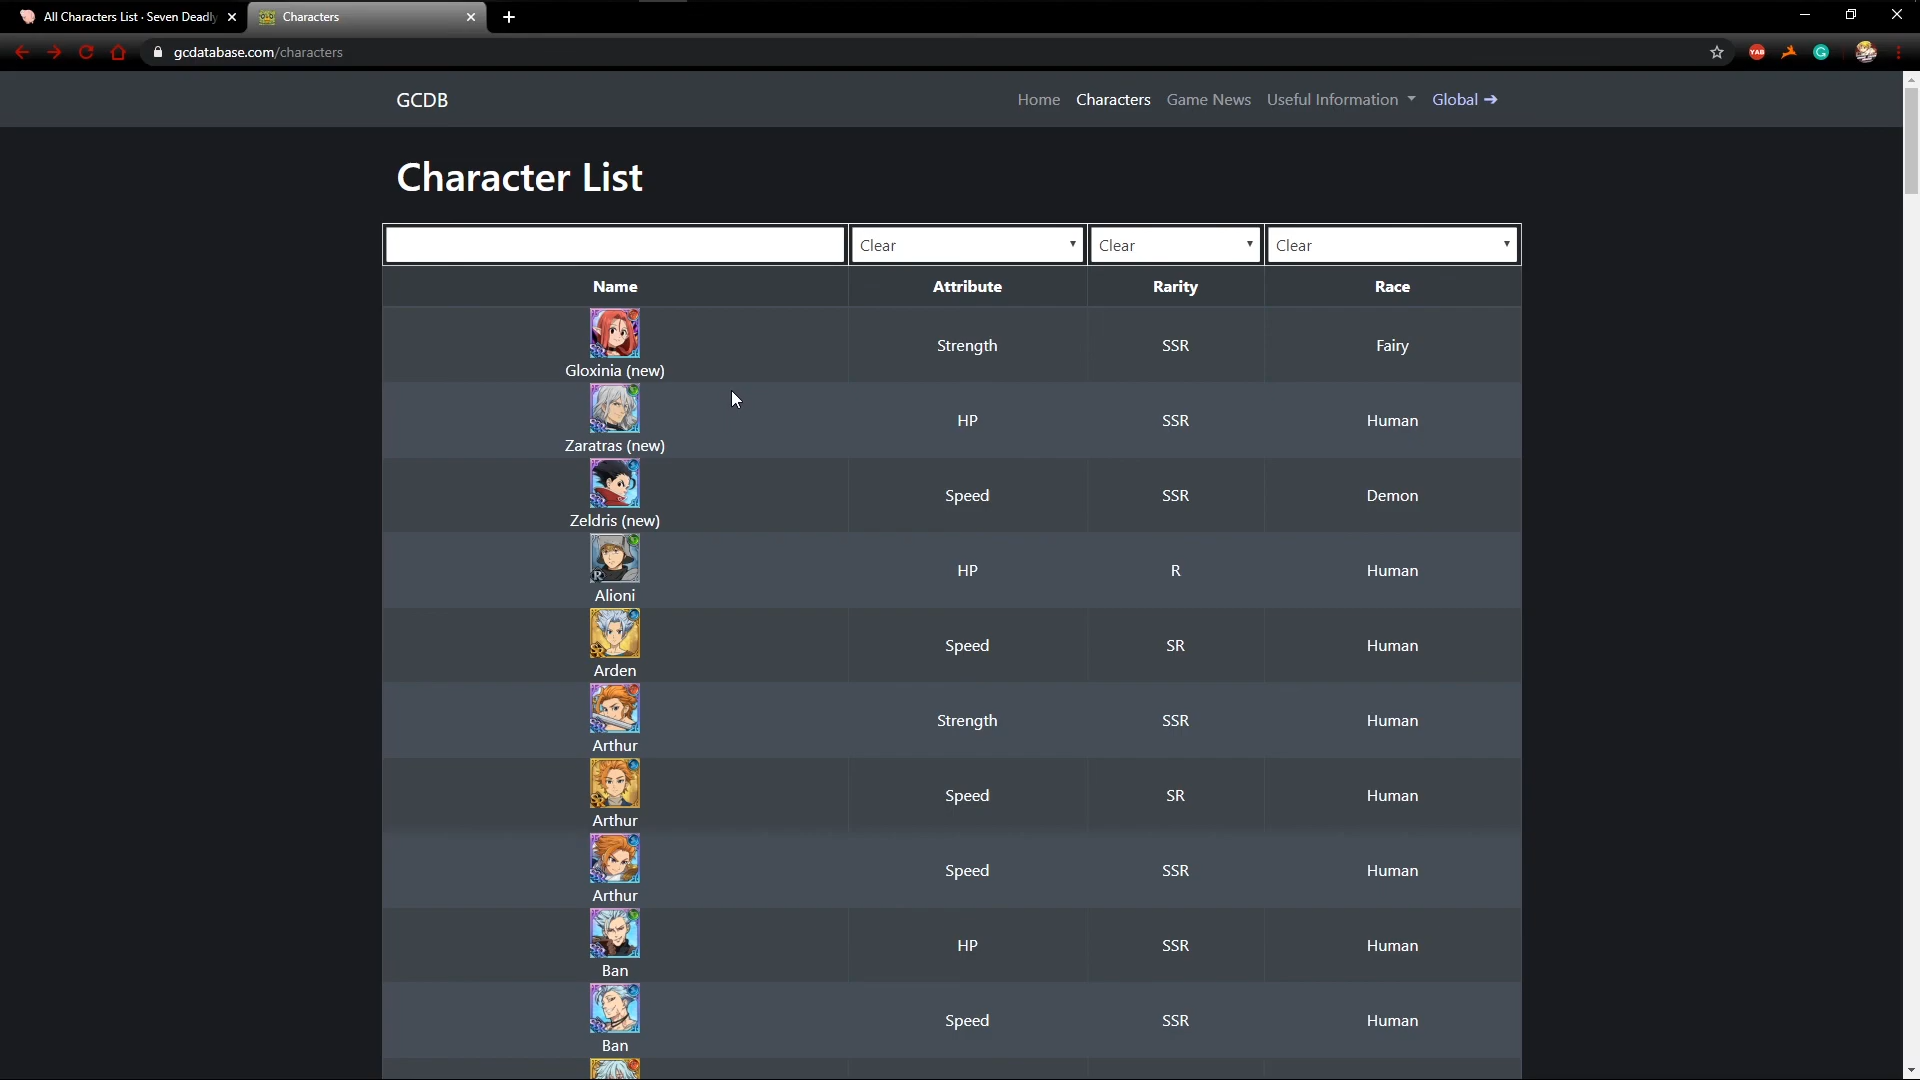 All Characters List · Seven Deadly
Characters
gcdatabase.com/characters
YAB
GCDB
Home
Characters
Game News
Useful Information
Global ➔
Character List
Clear
Clear
Clear
Name
Attribute
Rarity
Race
Gloxinia (new)
Strength
SSR
Fairy
Zaratras (new)
HP
SSR
Human
Zeldris (new)
Speed
SSR
Demon
R
Alioni
HP
R
Human
SR
Arden
Speed
SR
Human
Arthur
Strength
SSR
Human
SR
Arthur
Speed
SR
Human
Arthur
Speed
SSR
Human
Ban
HP
SSR
Human
Ban
Speed
SSR
Human